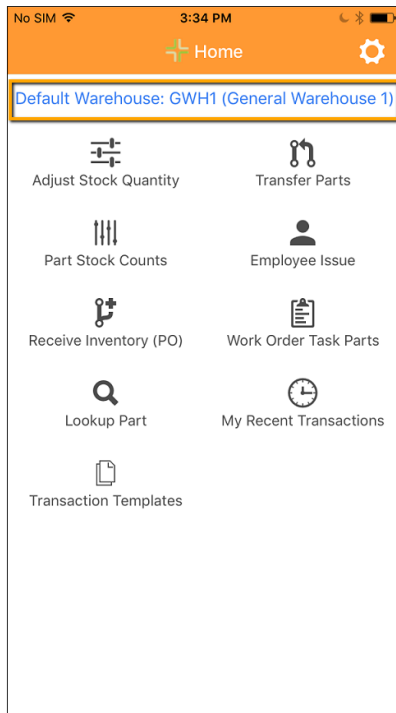 No SIM 3:34 PM
Home
Default Warehouse: GWH1 (General Warehouse 1)
Adjust Stock Quantity Transfer Parts
Part Stock Counts Employee Issue
Receive Inventory (PO) Work Order Task Parts
Lookup Part My Recent Transactions
Transaction Templates